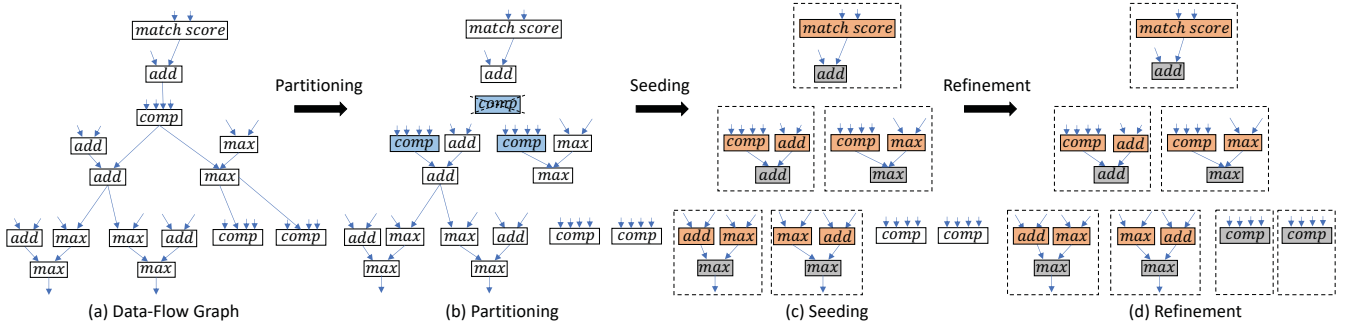 match score
add
comp
add max
add max
add max max add comp comp
max max
(a) Data-Flow Graph
Partitioning
match score
add
comp
comp add comp max
add max
add max max add comp comp
max max
(b) Partitioning
Seeding
match score
add
comp add comp max
add max
add max max add comp comp
max max
(c) Seeding
Refinement
match score
add
comp add comp max
add max
add max max add comp comp
max max
(d) Refinement